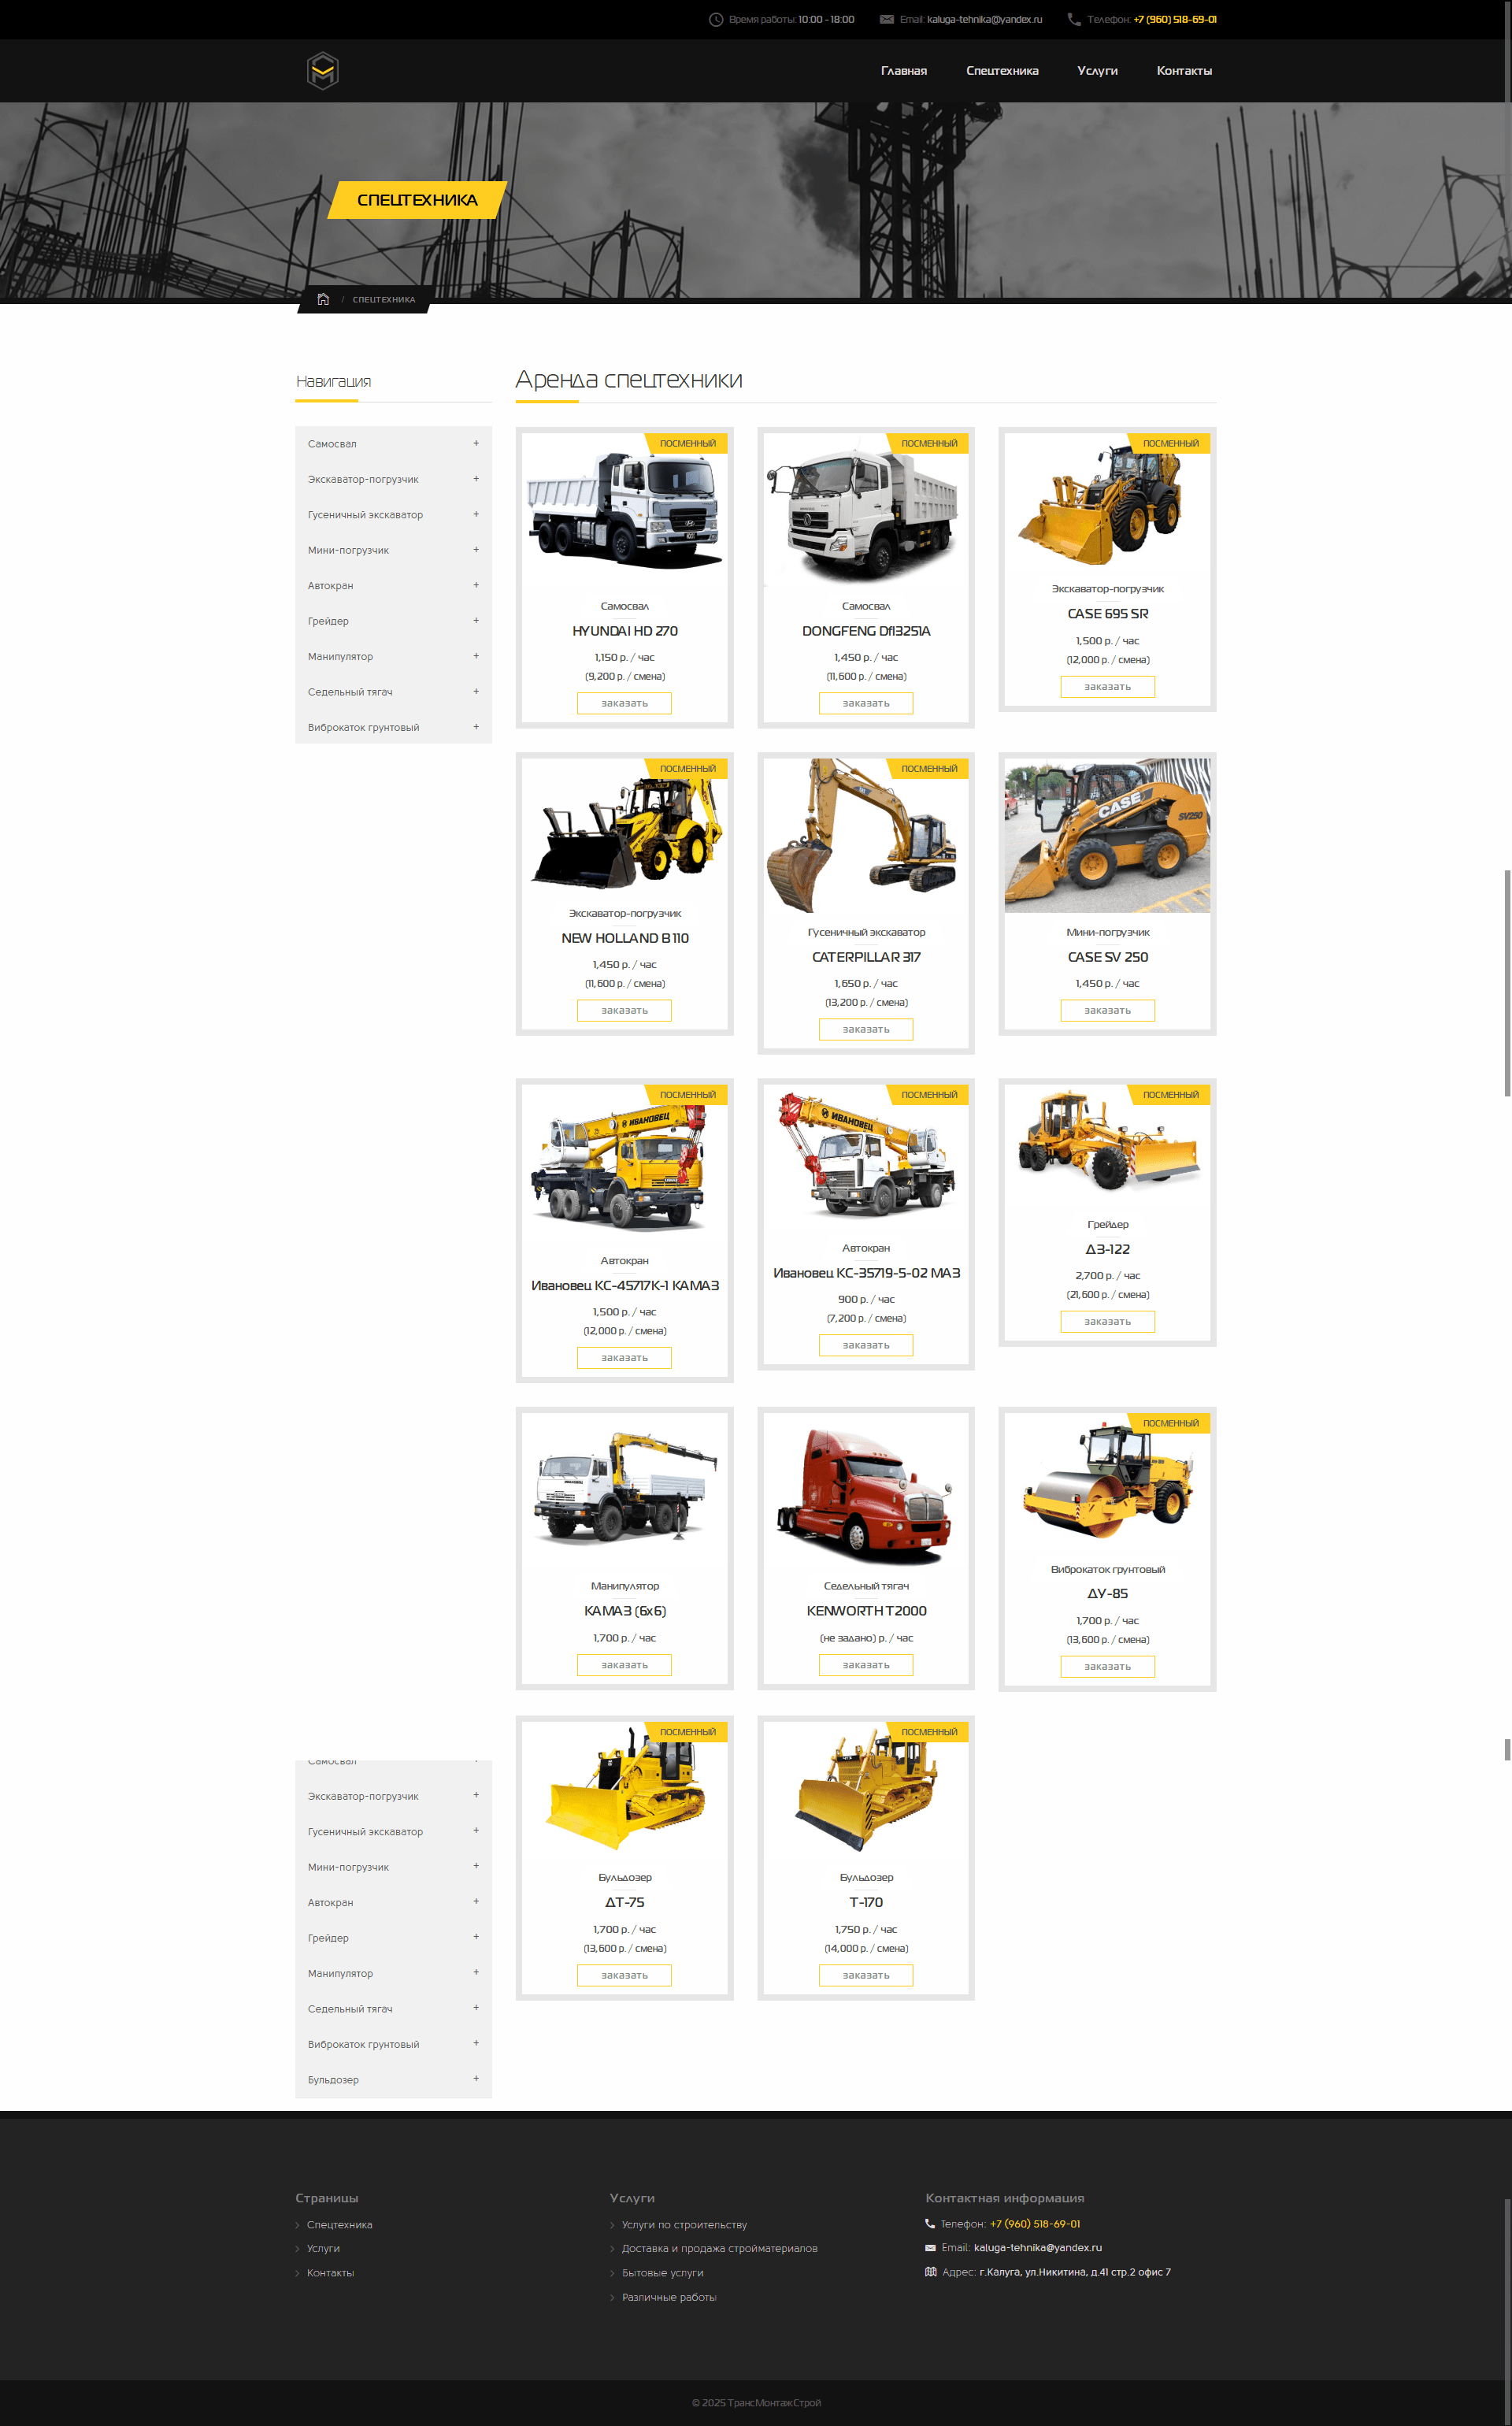 Время работы: 10:00 - 18:00 Email: kaluga-tehnika@yandex.ru Телефон: +7 (960) 518-69-01
Главная Спецтехника Услуги Контакты
СПЕЦТЕХНИКА
/ СПЕЦТЕХНИКА
Навигация
Самосвал +
Экскаватор-погрузчик +
Гусеничный экскаватор +
Мини-погрузчик +
Автокран +
Грейдер +
Манипулятор +
Седельный тягач +
Виброкаток грунтовый +
Аренда спецтехники
ПОСМЕННЫЙ
Самосвал
HYUNDAI HD 270
1,150 р. / час
(9,200 р. / смена)
заказать
ПОСМЕННЫЙ
Самосвал
DONGFENG Dfl3251A
1,450 р. / час
(11,600 р. / смена)
заказать
ПОСМЕННЫЙ
Экскаватор-погрузчик
CASE 695 SR
1,500 р. / час
(12,000 р. / смена)
заказать
ПОСМЕННЫЙ
Экскаватор-погрузчик
NEW HOLLAND B 110
1,450 р. / час
(11,600 р. / смена)
заказать
ПОСМЕННЫЙ
Гусеничный экскаватор
CATERPILLAR 317
1,650 р. / час
(13,200 р. / смена)
заказать
CASE
SV250
Мини-погрузчик
CASE SV 250
1,450 р. / час
заказать
ПОСМЕННЫЙ
ИВАНОВЕЦ
Автокран
Ивановец КС-45717К-1 КАМАЗ
1,500 р. / час
(12,000 р. / смена)
заказать
ПОСМЕННЫЙ
ИВАНОВЕЦ
Автокран
Ивановец КС-35719-5-02 МАЗ
900 р. / час
(7,200 р. / смена)
заказать
ПОСМЕННЫЙ
Грейдер
ДЗ-122
2,700 р. / час
(21,600 р. / смена)
заказать
Манипулятор
КАМАЗ (6х6)
1,700 р. / час
заказать
Седельный тягач
KENWORTH T2000
(не задано) р. / час
заказать
ПОСМЕННЫЙ
Виброкаток грунтовый
ДУ-85
1,700 р. / час
(13,600 р. / смена)
заказать
ПОСМЕННЫЙ
Бульдозер
ДТ-75
1,700 р. / час
(13,600 р. / смена)
заказать
ПОСМЕННЫЙ
Бульдозер
Т-170
1,750 р. / час
(14,000 р. / смена)
заказать
Самосвал
Экскаватор-погрузчик +
Гусеничный экскаватор +
Мини-погрузчик +
Автокран +
Грейдер +
Манипулятор +
Седельный тягач +
Виброкаток грунтовый +
Бульдозер +
Страницы
Спецтехника
Услуги
Контакты
Услуги
Услуги по строительству
Доставка и продажа стройматериалов
Бытовые услуги
Различные работы
Контактная информация
Телефон: +7 (960) 518-69-01
Email: kaluga-tehnika@yandex.ru
Адрес: г.Калуга, ул.Никитина, д.41 стр.2 офис 7
© 2025 ТрансМонтажСтрой